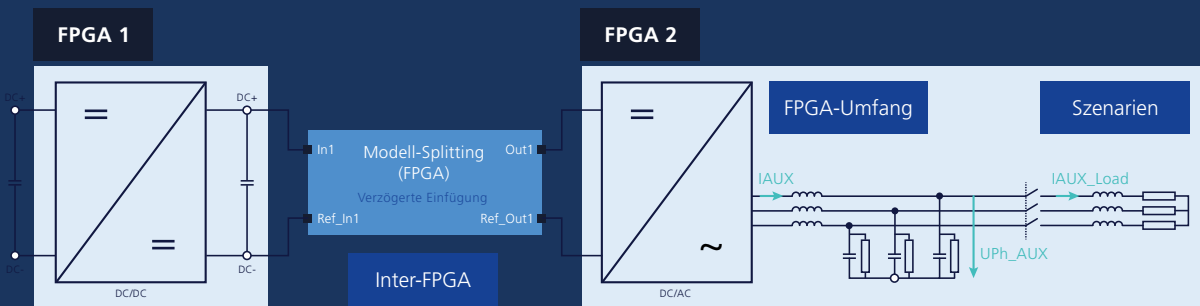 FPGA 1
FPGA 2
DC+
DC+
FPGA-Umfang
Szenarien
In1
Modell-Splitting
(FPGA)
Out1
Verzögerte Einfügung
Ref_In1
Ref_Out1
IAUX
IAUX_Load
UPh_AUX
DC-
DC-
Inter-FPGA
DC/DC
DC/AC